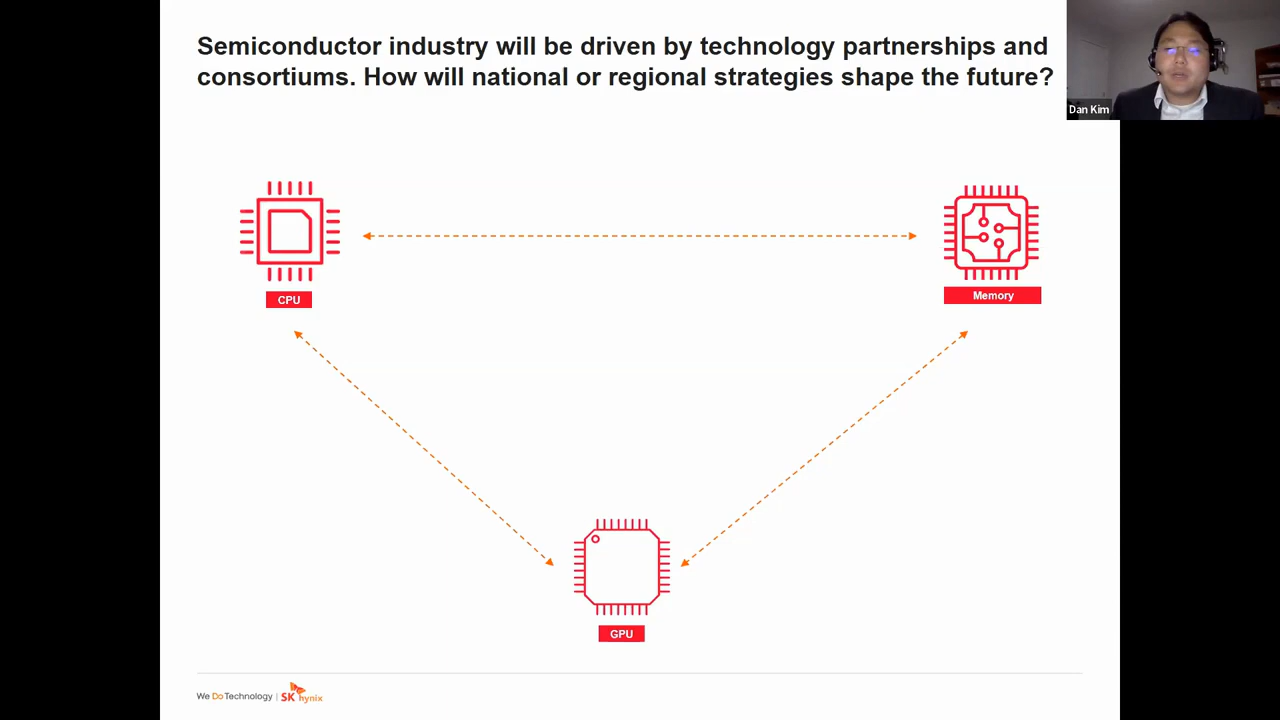 Semiconductor industry will be driven by technology partnerships and
consortiums. How will national or regional strategies shape the future?
Dan Kim
CPU
Memory
GPU
We Do Technology | SK hynix